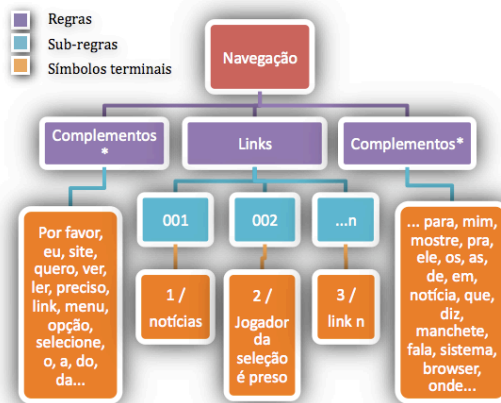 Regras
Sub-regras
Símbolos terminais
Navegação
Complementos
*
Links
Complementos*
001
002
...n
Por favor,
eu, site,
quero, ver,
ler, preciso,
link, menu,
opção,
selecione,
o, a, do,
da...
1 /
notícias
2 /
Jogador
da
seleção
é preso
3 /
link n
... para, mim,
mostre, pra,
ele, os, as,
de, em,
notícia, que,
diz,
manchete,
fala, sistema,
browser,
onde...